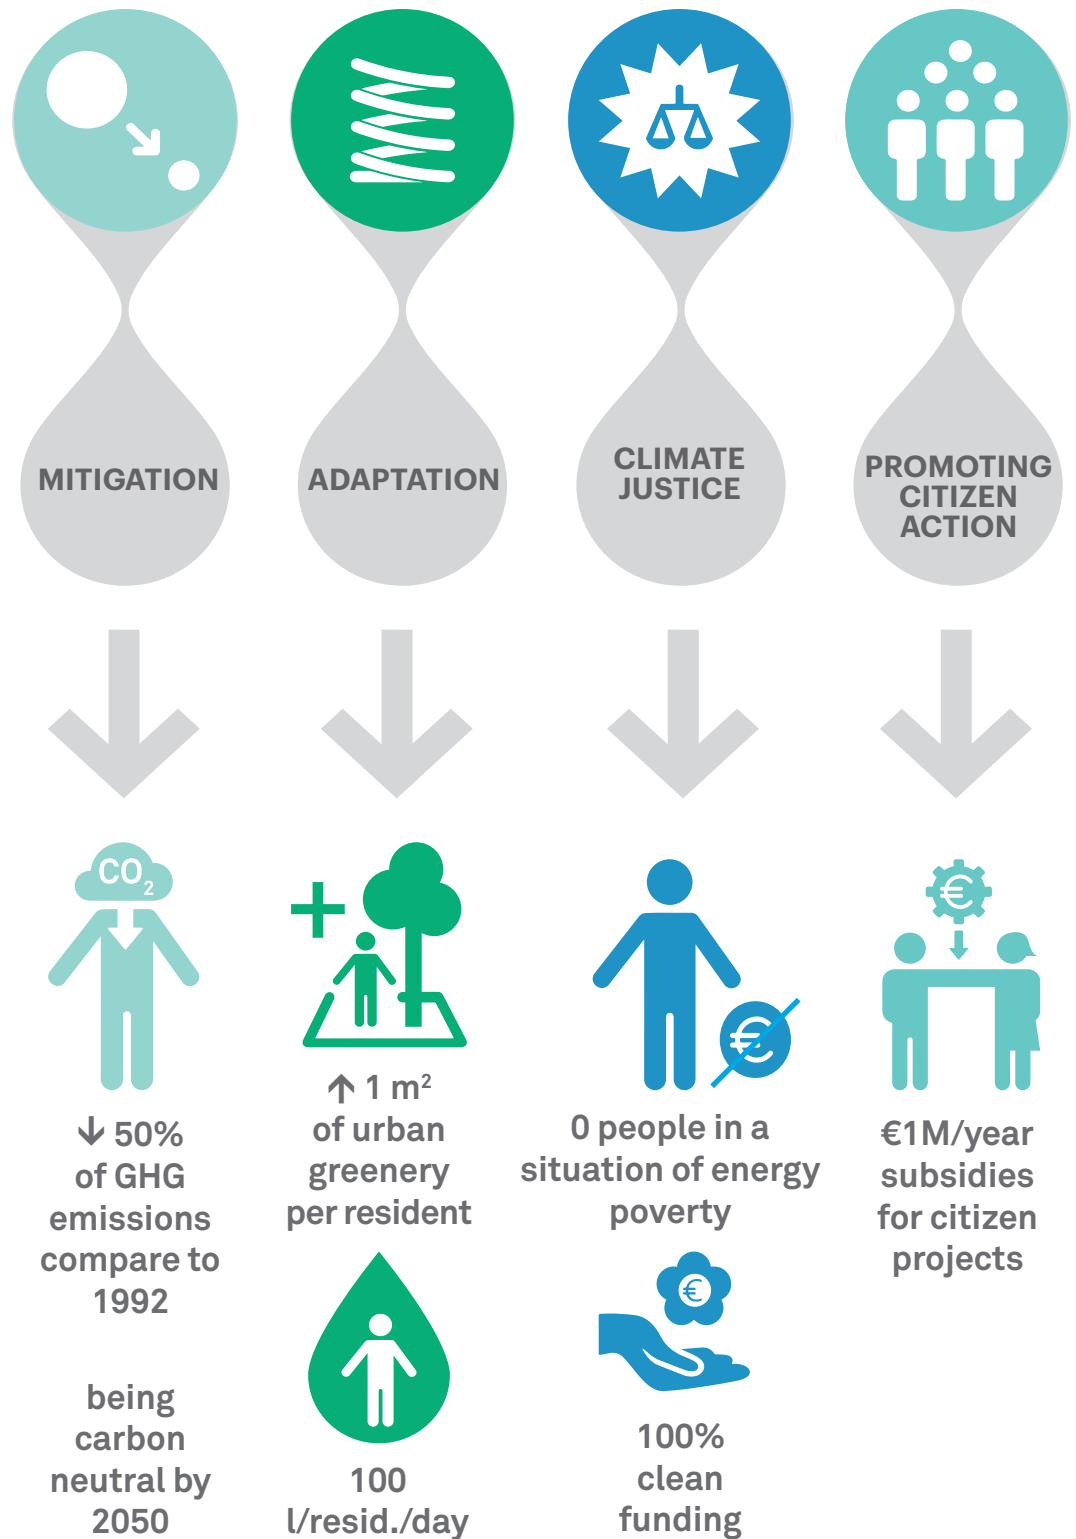 MITIGATION
ADAPTATION
CLIMATE
JUSTICE
PROMOTING
CITIZEN
ACTION
CO₂
↓ 50%
of GHG
emissions
compare to
1992
being
carbon
neutral by
2050
↑ 1 m²
of urban
greenery
per resident
100
l/resid./day
€
0 people in a
situation of energy
poverty
€
100%
clean
funding
€
€1M/year
subsidies
for citizen
projects